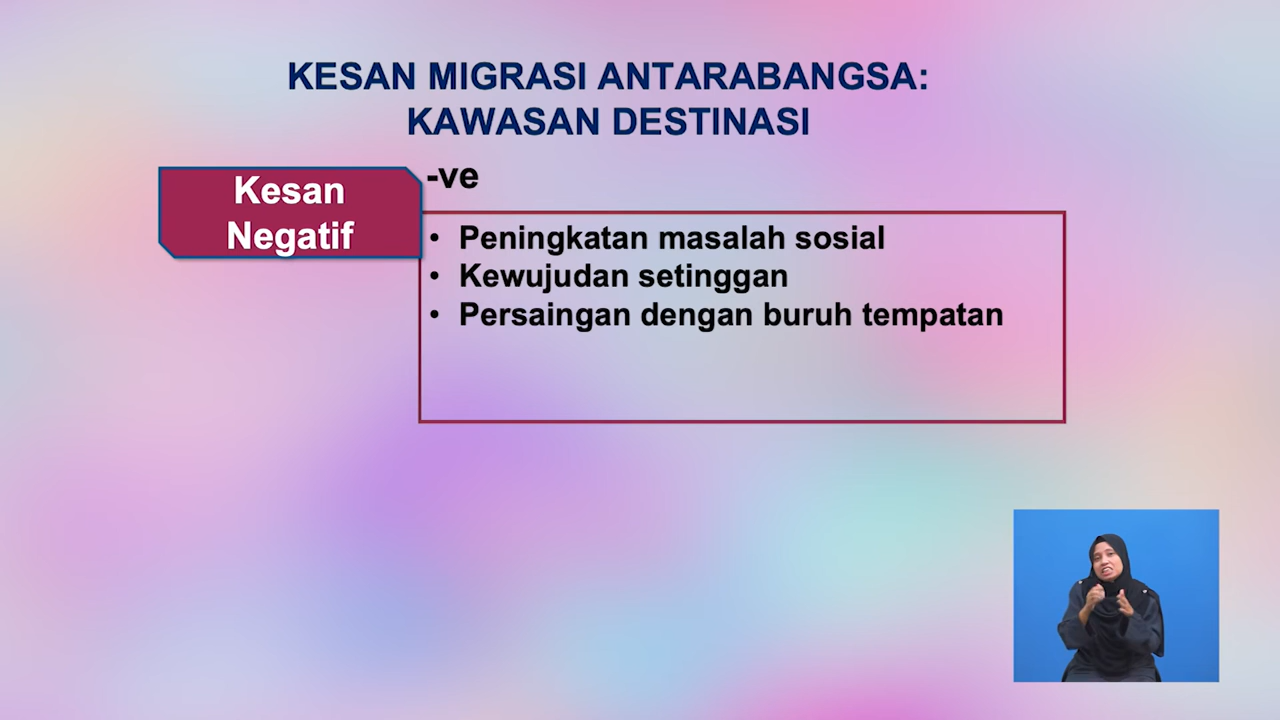 KESAN MIGRASI ANTARABANGSA:
KAWASAN DESTINASI
Kesan
Negatif
-ve
• Peningkatan masalah sosial
• Kewujudan setinggan
• Persaingan dengan buruh tempatan